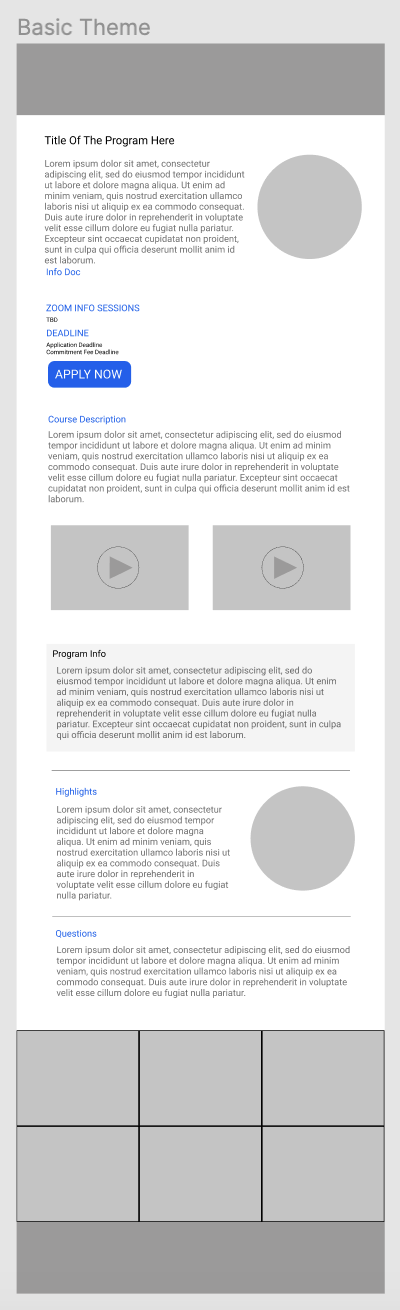 Basic Theme
Title Of The Program Here
Lorem ipsum dolor sit amet, consectetur
adipiscing elit, sed do eiusmod tempor incididunt
ut labore et dolore magna aliqua. Ut enim ad
minim veniam, quis nostrud exercitation ullamco
laboris nisi ut aliquip ex ea commodo consequat.
Duis aute irure dolor in reprehenderit in voluptate
velit esse cillum dolore eu fugiat nulla pariatur.
Excepteur sint occaecat cupidatat non proident,
sunt in culpa qui officia deserunt mollit anim id
est laborum.
Info Doc
ZOOM INFO SESSIONS
TBD
DEADLINE
Application Deadline
Commitment Fee Deadline
APPLY NOW
Course Description
Lorem ipsum dolor sit amet, consectetur adipiscing elit, sed do eiusmod
tempor incididunt ut labore et dolore magna aliqua. Ut enim ad minim
veniam, quis nostrud exercitation ullamco laboris nisi ut aliquip ex ea
commodo consequat. Duis aute irure dolor in reprehenderit in voluptate
velit esse cillum dolore eu fugiat nulla pariatur. Excepteur sint occaecat
cupidatat non proident, sunt in culpa qui officia deserunt mollit anim id est
laborum.
Program Info
Lorem ipsum dolor sit amet, consectetur adipiscing elit, sed do
eiusmod tempor incididunt ut labore et dolore magna aliqua. Ut enim
ad minim veniam, quis nostrud exercitation ullamco laboris nisi ut
aliquip ex ea commodo consequat. Duis aute irure dolor in
reprehenderit in voluptate velit esse cillum dolore eu fugiat nulla
pariatur. Excepteur sint occaecat cupidatat non proident, sunt in culpa
qui officia deserunt mollit anim id est laborum.
Highlights
Lorem ipsum dolor sit amet, consectetur
adipiscing elit, sed do eiusmod tempor
incididunt ut labore et dolore magna
aliqua. Ut enim ad minim veniam, quis
nostrud exercitation ullamco laboris nisi ut
aliquip ex ea commodo consequat. Duis
aute irure dolor in reprehenderit in
voluptate velit esse cillum dolore eu fugiat
nulla pariatur.
Questions
Lorem ipsum dolor sit amet, consectetur adipiscing elit, sed do eiusmod
tempor incididunt ut labore et dolore magna aliqua. Ut enim ad minim
veniam, quis nostrud exercitation ullamco laboris nisi ut aliquip ex ea
commodo consequat. Duis aute irure dolor in reprehenderit in voluptate
velit esse cillum dolore eu fugiat nulla pariatur.